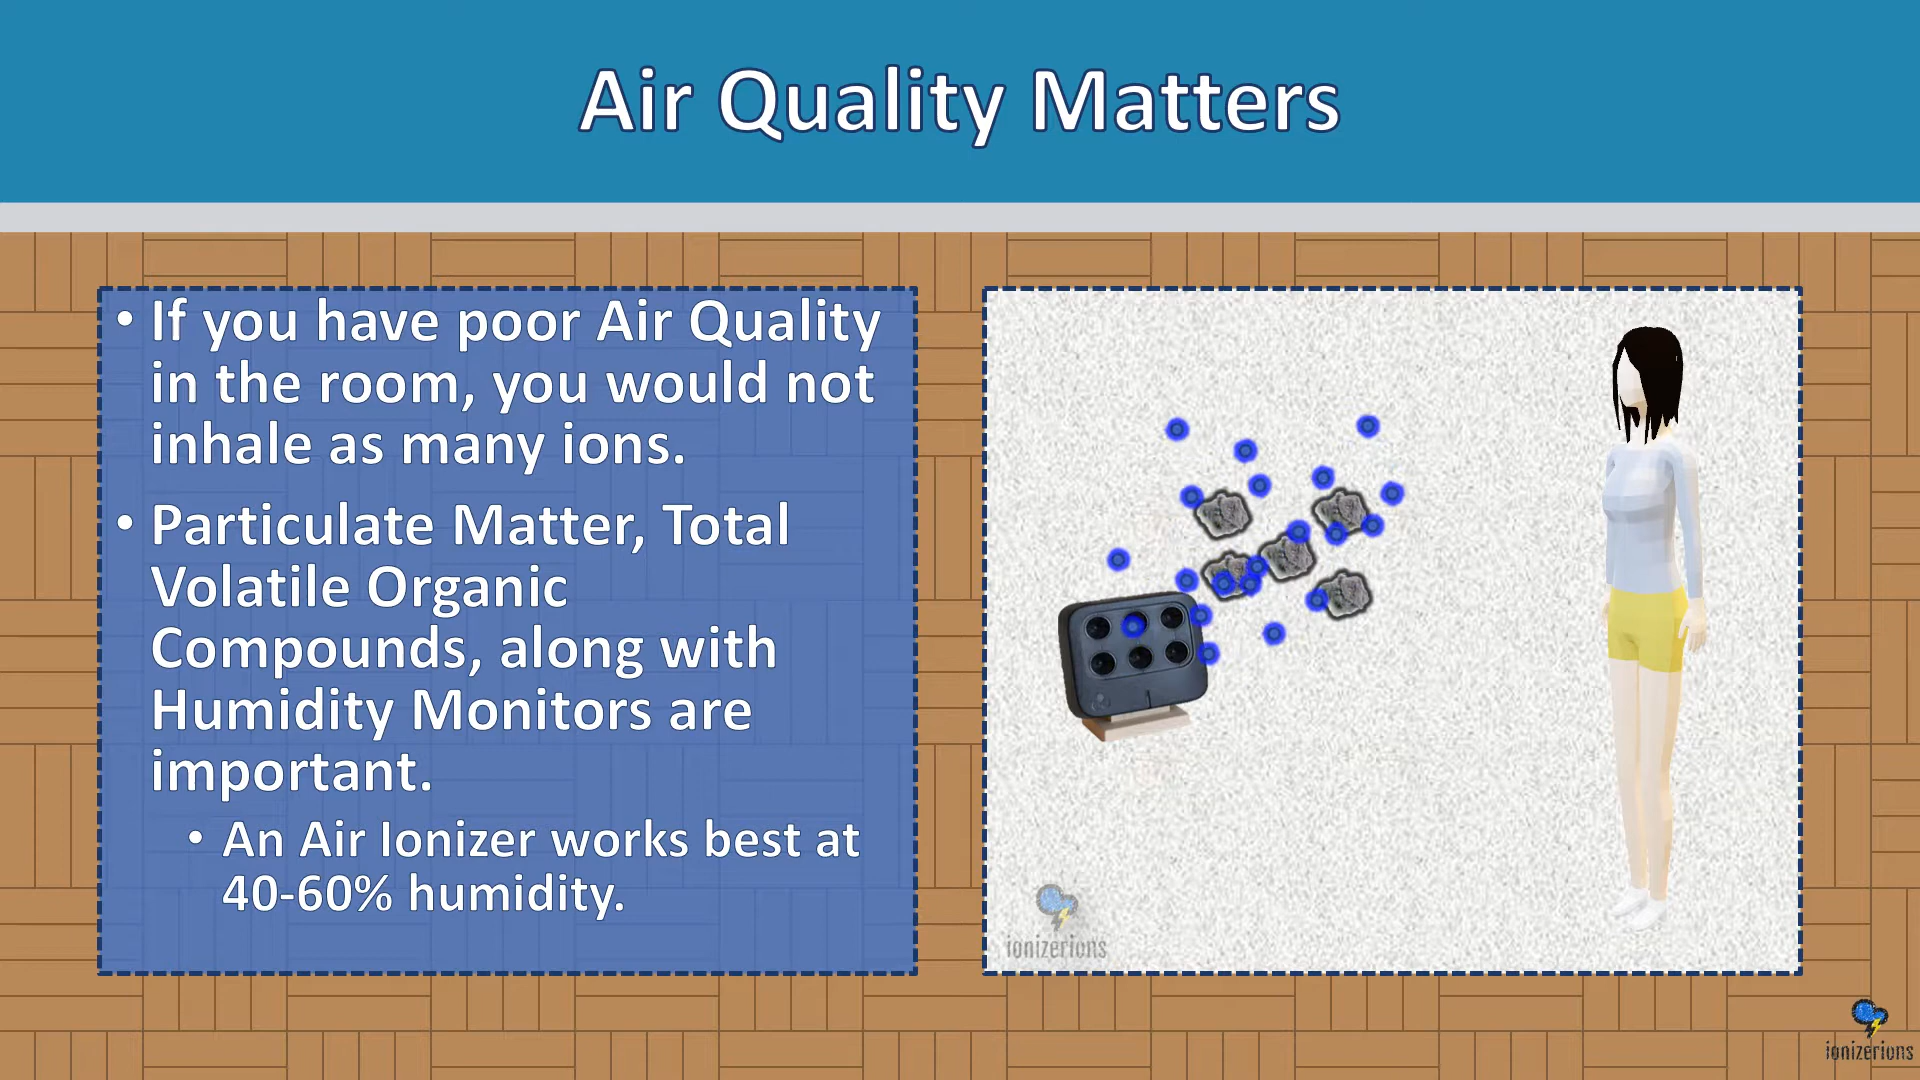 Air Quality Matters
• If you have poor Air Quality
in the room, you would not
inhale as many ions.
• Particulate Matter, Total
Volatile Organic
Compounds, along with
Humidity Monitors are
important.
• An Air Ionizer works best at
40-60% humidity.
ionizerions
ionizerions